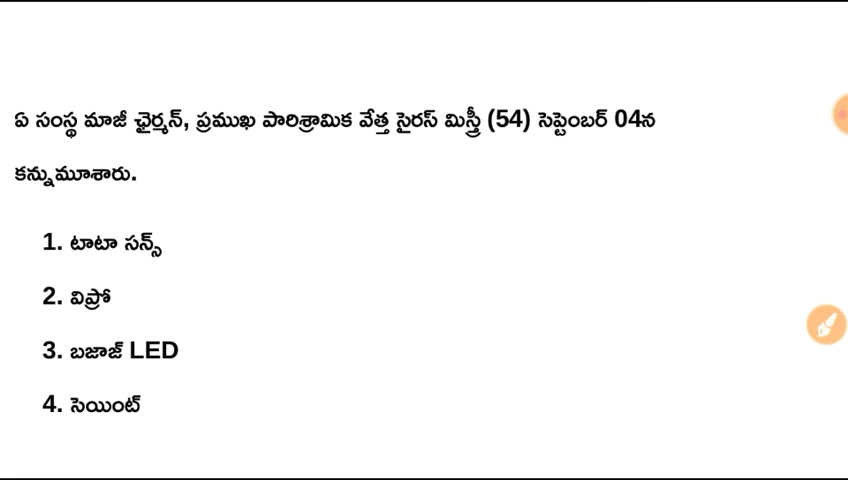 ఏ సంస్థ మాజీ ఛైర్మన్, ప్రముఖ పారిశ్రామిక వేత్త సైరస్ మిస్త్రీ (54) సెప్టెంబర్ 04న
కన్నుమూశారు.
1. టాటా సన్స్
2. విప్రో
3. బజాజ్ LED
4. సెయింట్